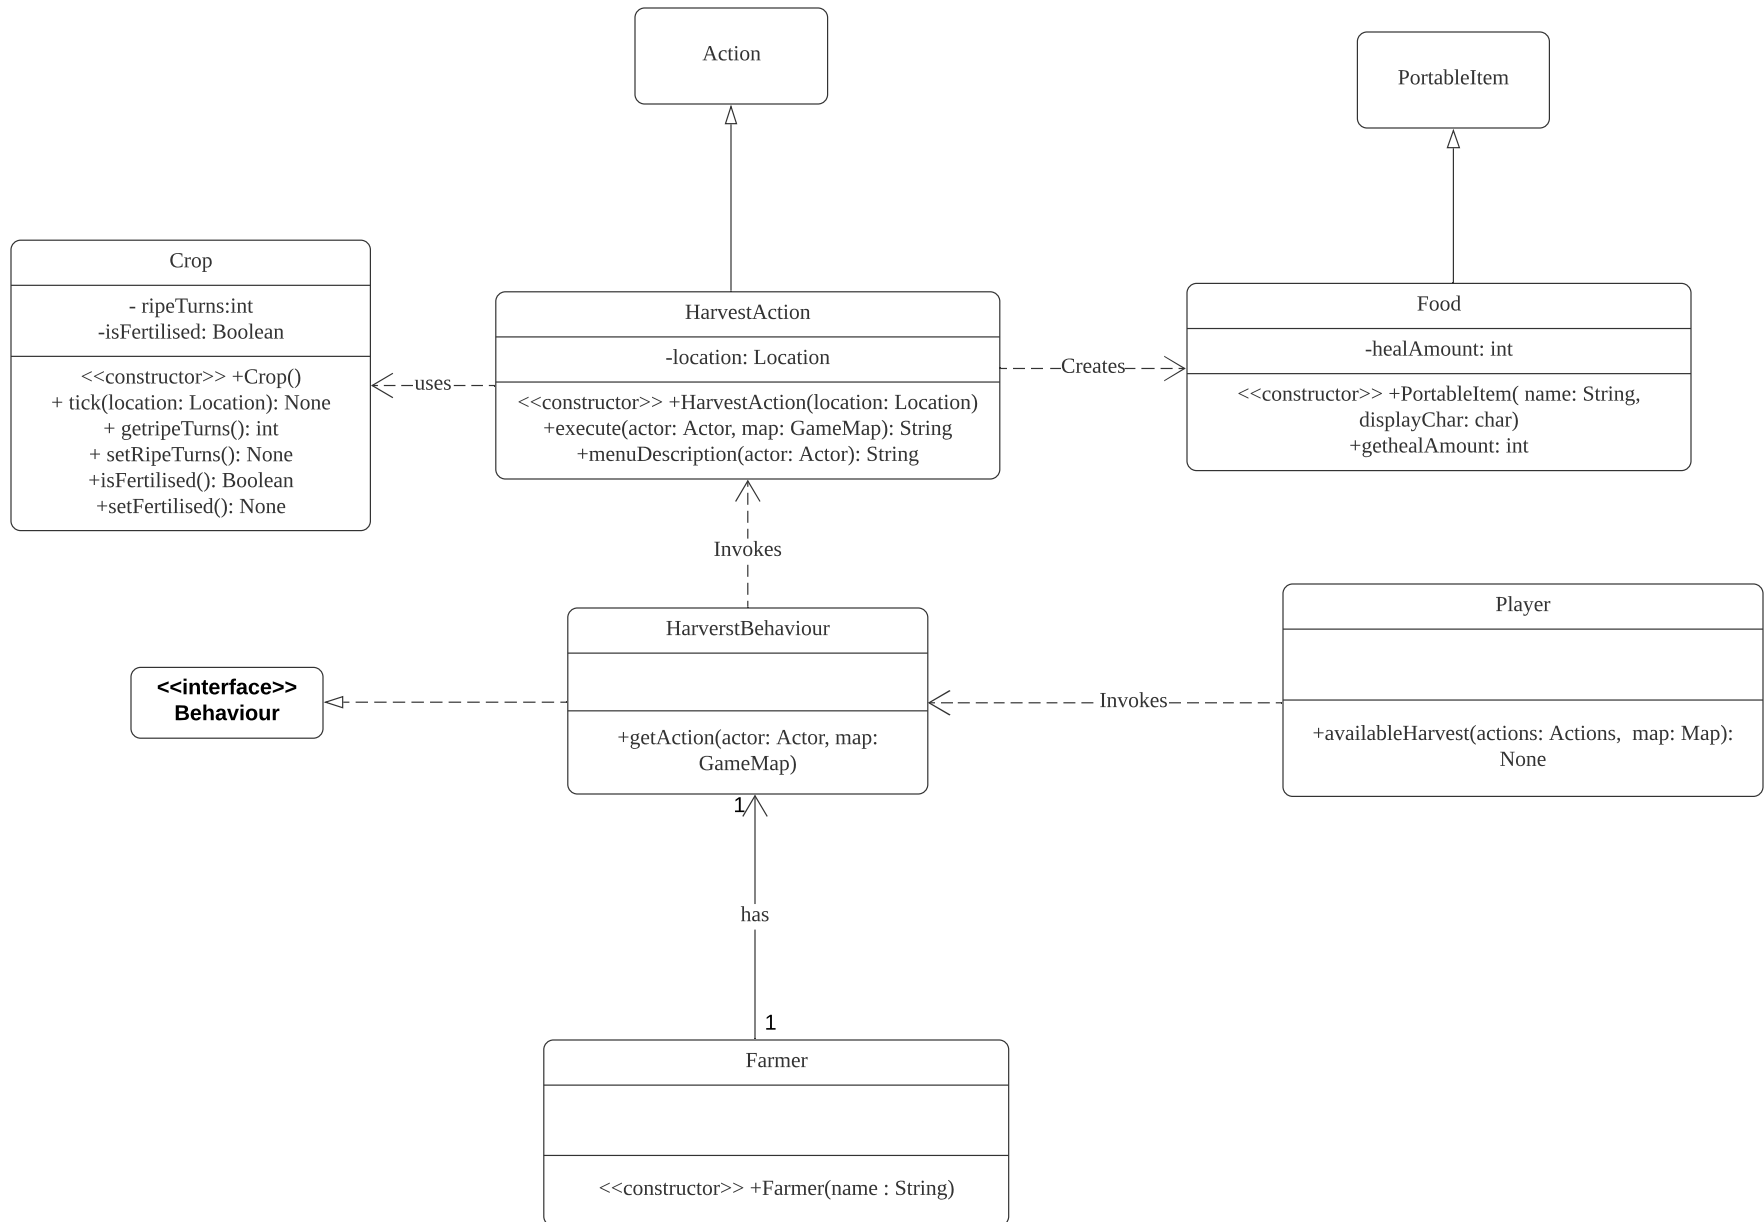 Action
PortableItem
Crop
- ripeTurns:int
-isFertilised: Boolean
<<constructor>> +Crop()
+ tick(location: Location): None
+ getripeTurns(): int
+ setRipeTurns(): None
+isFertilised(): Boolean
+setFertilised(): None
uses
HarvestAction
-location: Location
<<constructor>> +HarvestAction(location: Location)
+execute(actor: Actor, map: GameMap): String
+menuDescription(actor: Actor): String
Creates
Food
-healAmount: int
<<constructor>> +PortableItem( name: String,
displayChar: char)
+gethealAmount: int
Invokes
<<interface>>
Behaviour
HarverstBehaviour
+getAction(actor: Actor, map:
GameMap)
Invokes
Player
+availableHarvest(actions: Actions,  map: Map):
None
1
has
1
Farmer
<<constructor>> +Farmer(name : String)